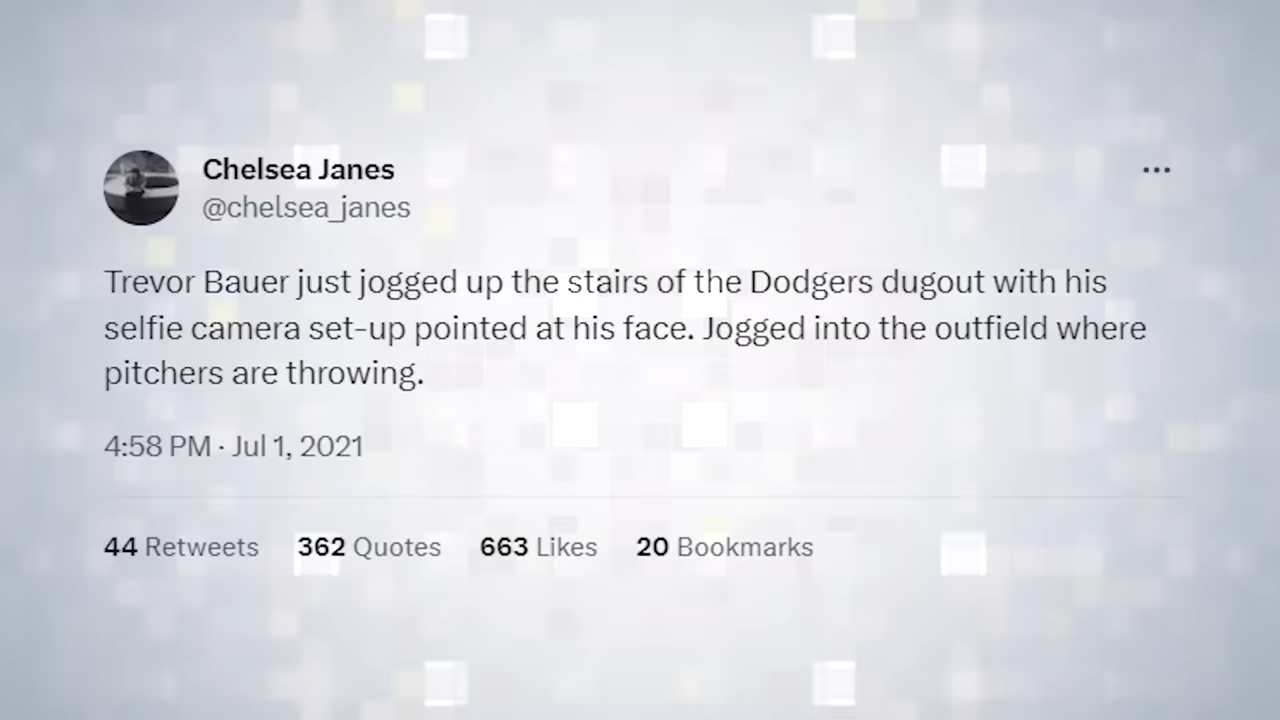 Chelsea Janes
@chelsea_janes
Trevor Bauer just jogged up the stairs of the Dodgers dugout with his
selfie camera set-up pointed at his face. Jogged into the outfield where
pitchers are throwing.
4:58 PM · Jul 1, 2021
44 Retweets 362 Quotes 663 Likes 20 Bookmarks